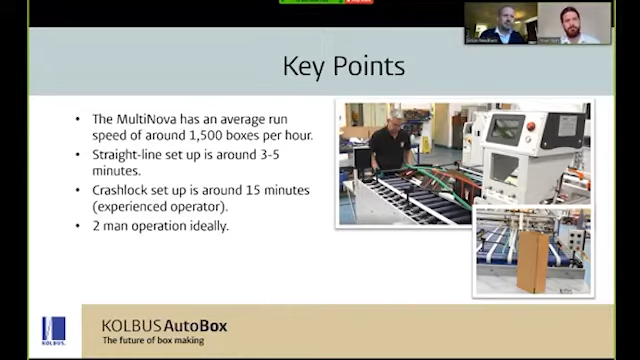 Key Points
• The MultiNova has an average run
speed of around 1,500 boxes per hour.
• Straight-line set up is around 3-5
minutes.
• Crashlock set up is around 15 minutes
(experienced operator).
• 2 man operation ideally.
KOLBUS.
KOLBUS AutoBox
The future of box making